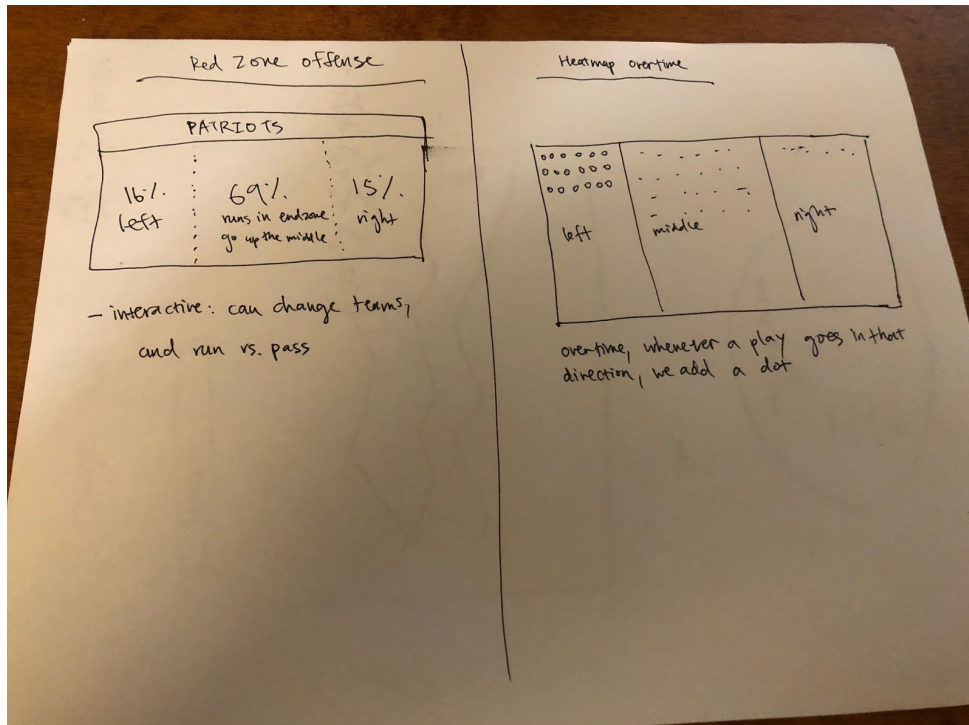 Red Zone Offense
PATRIOTS
16%.
left
69%.
runs in endzone
go up the middle
15%.
right
- interactive: can change teams,
and run vs. pass
Heatmap overtime
left
middle
right
overtime, whenever a play goes in that
direction, we add a dot